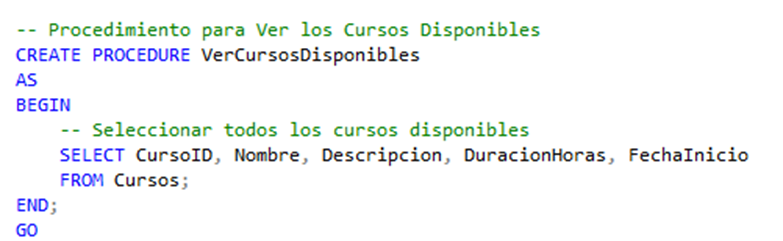 -- Procedimiento para Ver los Cursos Disponibles
CREATE PROCEDURE VerCursosDisponibles
AS
BEGIN
    -- Seleccionar todos los cursos disponibles
    SELECT CursoID, Nombre, Descripcion, DuracionHoras, FechaInicio
    FROM Cursos;
END;
GO